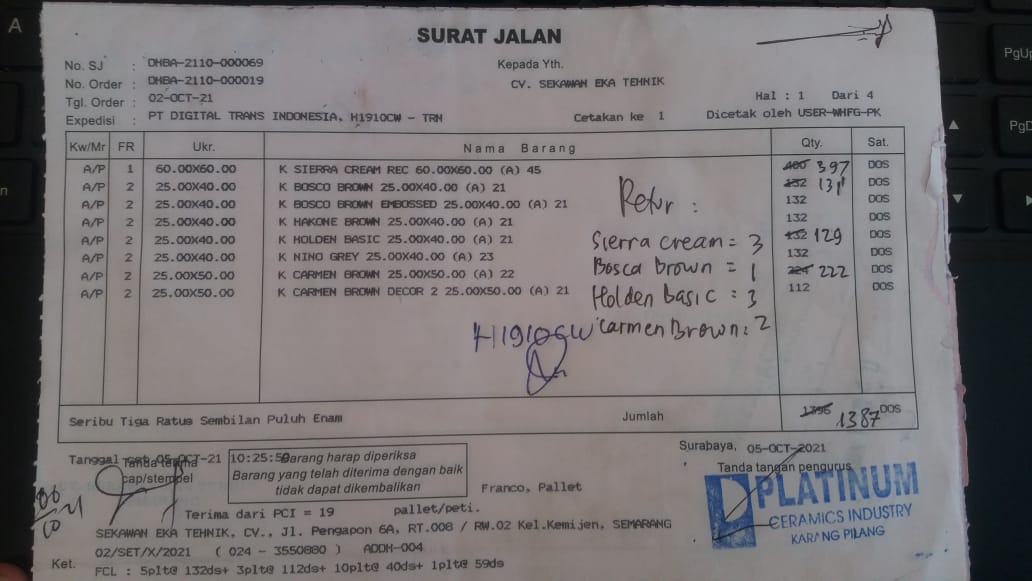 SURAT JALAN
No. SJ : DHBA-2110-000069
No. Order : DHBA-2110-000019
Tgl. Order : 02-OCT-21
Expedisi : PT DIGITAL TRANS INDONESIA, H1910CW - TRN
Kepada Yth.
CV. SEKAWAN EKA TEHNIK
Hal : 1 Dari 4
Cetakan ke 1 Dicetak oleh USER-WHFG-PK
Kw/Mr FR Ukr. Nama Barang Qty. Sat.
A/P 1 60.00X60.00 K SIERRA CREAM REC 60.00X60.00 (A) 45 400 397 DOS
A/P 2 25.00X40.00 K BOSCO BROWN 25.00X40.00 (A) 21 132 131 DOS
A/P 2 25.00X40.00 K BOSCO BROWN EMBOSSED 25.00X40.00 (A) 21 132 DOS
A/P 2 25.00X40.00 K HAKONE BROWN 25.00X40.00 (A) 21 132 DOS
A/P 2 25.00X40.00 K HOLDEN BASIC 25.00X40.00 (A) 21 132 129 DOS
A/P 2 25.00X40.00 K NINO GREY 25.00X40.00 (A) 23 132 DOS
A/P 2 25.00X50.00 K CARMEN BROWN 25.00X50.00 (A) 22 224 222 DOS
A/P 2 25.00X50.00 K CARMEN BROWN DECOR 2 25.00X50.00 (A) 21 112 DOS
Retur :
Sierra cream = 3
Bosca Brown = 1
Holden Basic = 3
Carmen Brown = 2
H1910CW
Seribu Tiga Ratus Sembilan Puluh Enam Jumlah 1396 1387 DOS
Tanggal cet 05-OCT-21 10:25:50
Tanda terima
cap/stempel
Barang harap diperiksa
Barang yang telah diterima dengan baik
tidak dapat dikembalikan
Franco, Pallet
Surabaya, 05-OCT-2021
Tanda tangan pengurus
PLATINUM
CERAMICS INDUSTRY
KARANG PILANG
Terima dari PCI = 19 pallet/peti.
SEKAWAN EKA TEHNIK, CV., Jl. Pengapon 6A, RT.008 / RW.02 Kel.Kemijen, SEMARANG
02/SET/X/2021 ( 024 - 3550880 ) ADDH-004
Ket. FCL : 5plt@ 132ds+ 3plt@ 112ds+ 10plt@ 40ds+ 1plt@ 59ds